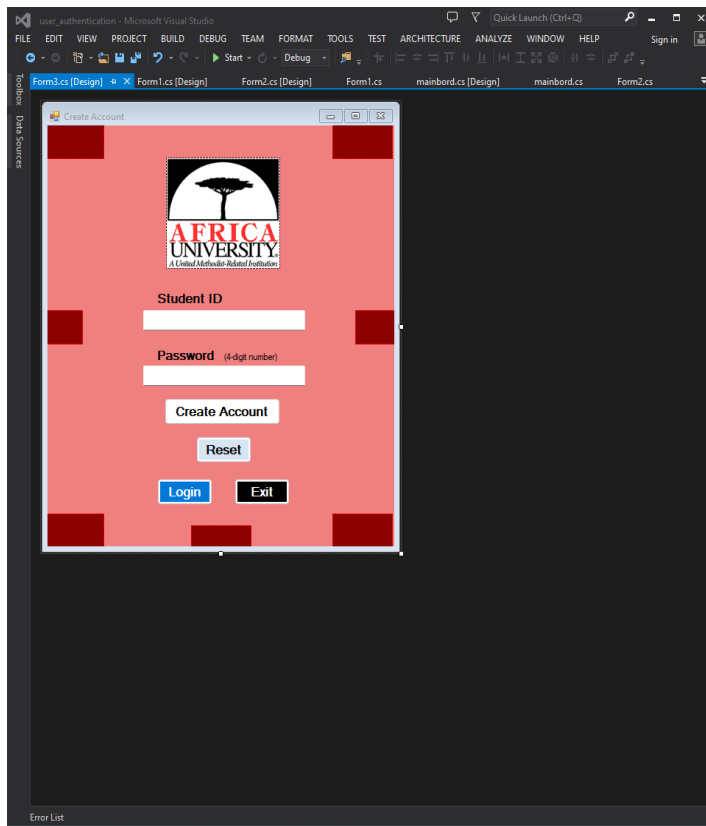 user_authentication - Microsoft Visual Studio
Quick Launch (Ctrl+Q)
FILE EDIT VIEW PROJECT BUILD DEBUG TEAM FORMAT TOOLS TEST ARCHITECTURE ANALYZE WINDOW HELP Sign in
Start Debug
Form3.cs [Design] Form1.cs [Design] Form2.cs [Design] Form1.cs mainbord.cs [Design] mainbord.cs Form2.cs
Toolbox
Data Sources
Create Account
AFRICA
UNIVERSITY
A United Methodist-Related Institution
Student ID
Password (4-digit number)
Create Account
Reset
Login Exit
Error List